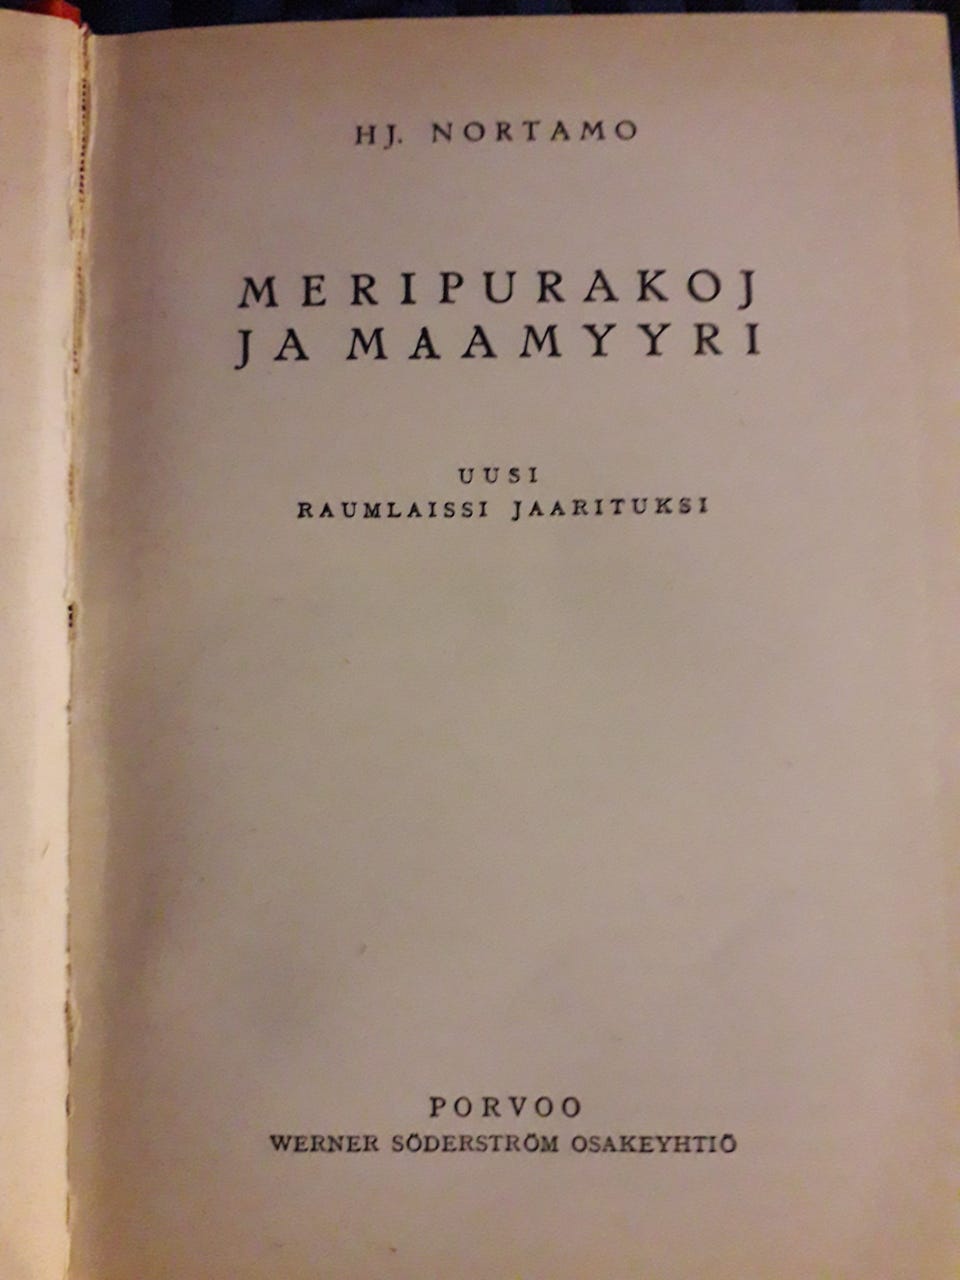 HJ. NORTAMO
MERIPURAKOJ
JA MAAMYYRI
UUSI
RAUMLAISSI JAARITUKSI
PORVOO
WERNER SÖDERSTRÖM OSAKEYHTIÖ